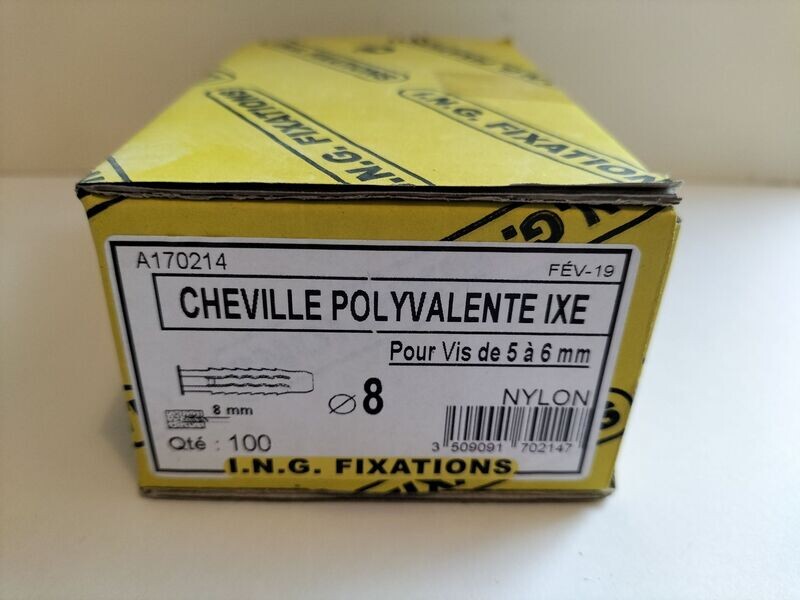 I.N.G. FIXATIONS
I.N.G. FIXATION
I.N.G.
A170214
FÉV-19
CHEVILLE POLYVALENTE IXE
Pour Vis de 5 à 6 mm
Ø 8
NYLON
8 mm
Qté : 100
3 509091 702147
I.N.G. FIXATIONS